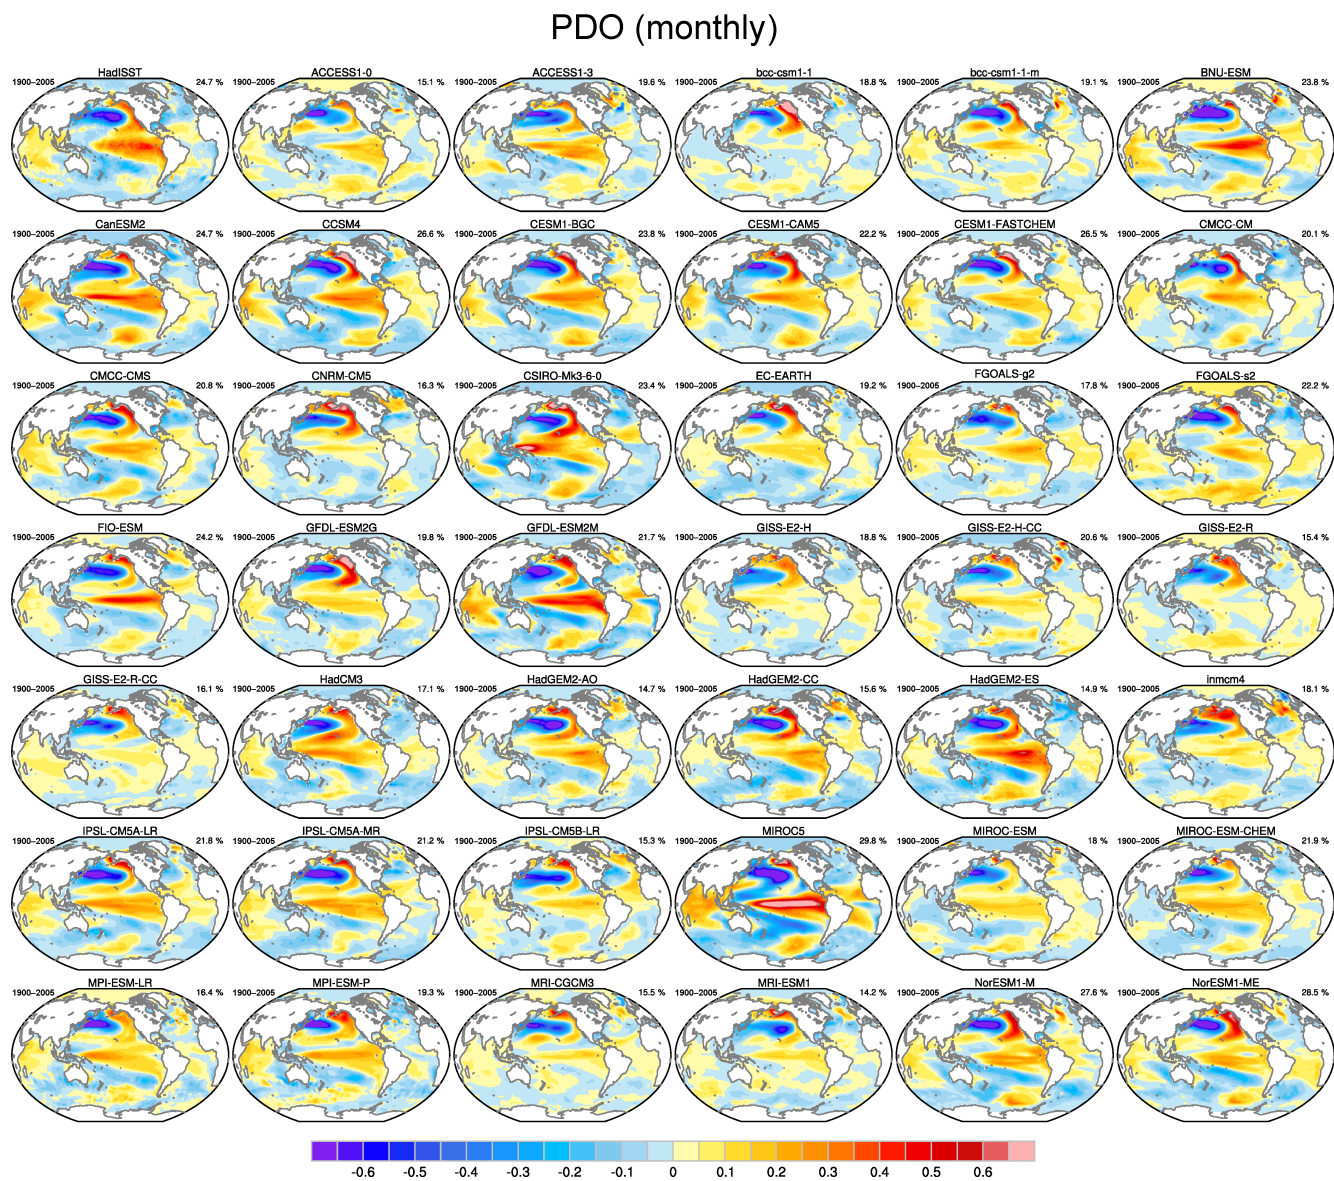 PDO (monthly)
1900–2005 HadISST 24.7 %
1900–2005 ACCESS1-0 15.1 %
1900–2005 ACCESS1-3 19.6 %
1900–2005 bcc-csm1-1 18.8 %
1900–2005 bcc-csm1-1-m 19.1 %
1900–2005 BNU-ESM 23.8 %
1900–2005 CanESM2 24.7 %
1900–2005 CCSM4 26.6 %
1900–2005 CESM1-BGC 23.8 %
1900–2005 CESM1-CAM5 22.2 %
1900–2005 CESM1-FASTCHEM 26.5 %
1900–2005 CMCC-CM 20.1 %
1900–2005 CMCC-CMS 20.8 %
1900–2005 CNRM-CM5 16.3 %
1900–2005 CSIRO-Mk3-6-0 23.4 %
1900–2005 EC-EARTH 19.2 %
1900–2005 FGOALS-g2 17.8 %
1900–2005 FGOALS-s2 22.2 %
1900–2005 FIO-ESM 24.2 %
1900–2005 GFDL-ESM2G 19.8 %
1900–2005 GFDL-ESM2M 21.7 %
1900–2005 GISS-E2-H 18.8 %
1900–2005 GISS-E2-H-CC 20.6 %
1900–2005 GISS-E2-R 15.4 %
1900–2005 GISS-E2-R-CC 16.1 %
1900–2005 HadCM3 17.1 %
1900–2005 HadGEM2-AO 14.7 %
1900–2005 HadGEM2-CC 15.6 %
1900–2005 HadGEM2-ES 14.9 %
1900–2005 inmcm4 18.1 %
1900–2005 IPSL-CM5A-LR 21.8 %
1900–2005 IPSL-CM5A-MR 21.2 %
1900–2005 IPSL-CM5B-LR 15.3 %
1900–2005 MIROC5 29.8 %
1900–2005 MIROC-ESM 18 %
1900–2005 MIROC-ESM-CHEM 21.9 %
1900–2005 MPI-ESM-LR 16.4 %
1900–2005 MPI-ESM-P 19.3 %
1900–2005 MRI-CGCM3 15.5 %
1900–2005 MRI-ESM1 14.2 %
1900–2005 NorESM1-M 27.6 %
1900–2005 NorESM1-ME 28.5 %
-0.6 -0.5 -0.4 -0.3 -0.2 -0.1 0 0.1 0.2 0.3 0.4 0.5 0.6